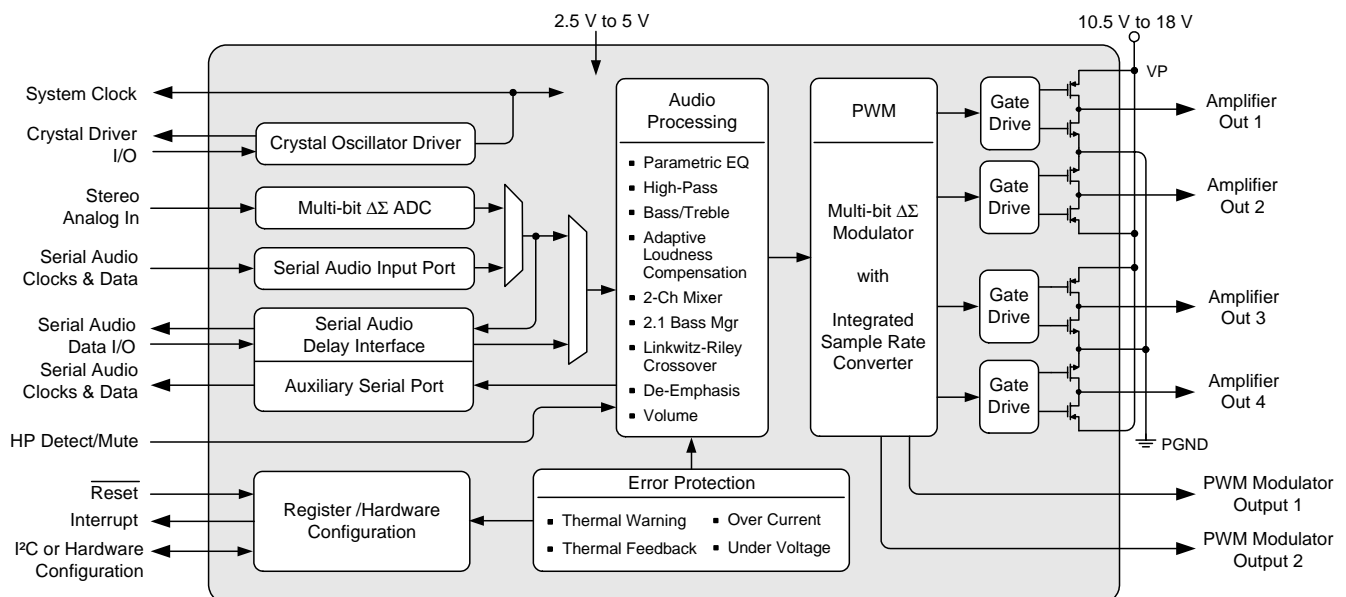 2.5 V to 5 V
10.5 V to 18 V
VP
System Clock
Crystal Driver
I/O
Crystal Oscillator Driver
Stereo
Analog In
Multi-bit ΔΣ ADC
Serial Audio
Clocks & Data
Serial Audio Input Port
Serial Audio
Data I/O
Serial Audio
Delay Interface
Serial Audio
Clocks & Data
Auxiliary Serial Port
HP Detect/Mute
Reset
Interrupt
I²C or Hardware
Configuration
Register /Hardware
Configuration
Audio
Processing
▪ Parametric EQ
▪ High-Pass
▪ Bass/Treble
▪ Adaptive
Loudness
Compensation
▪ 2-Ch Mixer
▪ 2.1 Bass Mgr
▪ Linkwitz-Riley
Crossover
▪ De-Emphasis
▪ Volume
Error Protection
▪ Thermal Warning
▪ Over Current
▪ Thermal Feedback
▪ Under Voltage
PWM
Multi-bit ΔΣ
Modulator
with
Integrated
Sample Rate
Converter
Gate
Drive
Gate
Drive
Gate
Drive
Gate
Drive
Amplifier
Out 1
Amplifier
Out 2
Amplifier
Out 3
Amplifier
Out 4
PGND
PWM Modulator
Output 1
PWM Modulator
Output 2